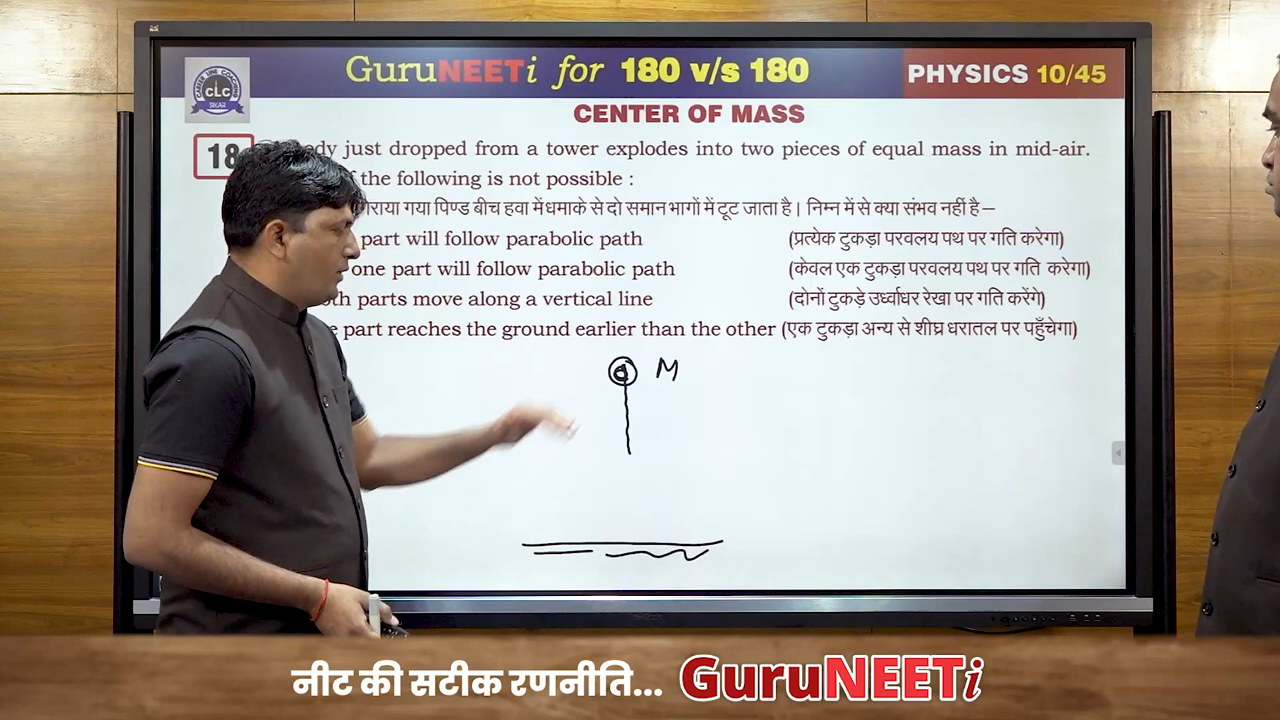 GuruNEETi for 180 v/s 180
PHYSICS 10/45
CLC
SIKAR
CENTER OF MASS
18
just dropped from a tower explodes into two pieces of equal mass in mid-air.
the following is not possible :
गया पिण्ड बीच हवा में धमाके से दो समान भागों में टूट जाता है। निम्न में से क्या संभव नहीं है–
part will follow parabolic path (प्रत्येक टुकड़ा परवलय पथ पर गति करेगा)
one part will follow parabolic path (केवल एक टुकड़ा परवलय पथ पर गति करेगा)
parts move along a vertical line (दोनों टुकड़े उर्ध्वाधर रेखा पर गति करेंगे)
part reaches the ground earlier than the other (एक टुकड़ा अन्य से शीघ्र धरातल पर पहुँचेगा)
M
नीट की सटीक रणनीति... GuruNEETi